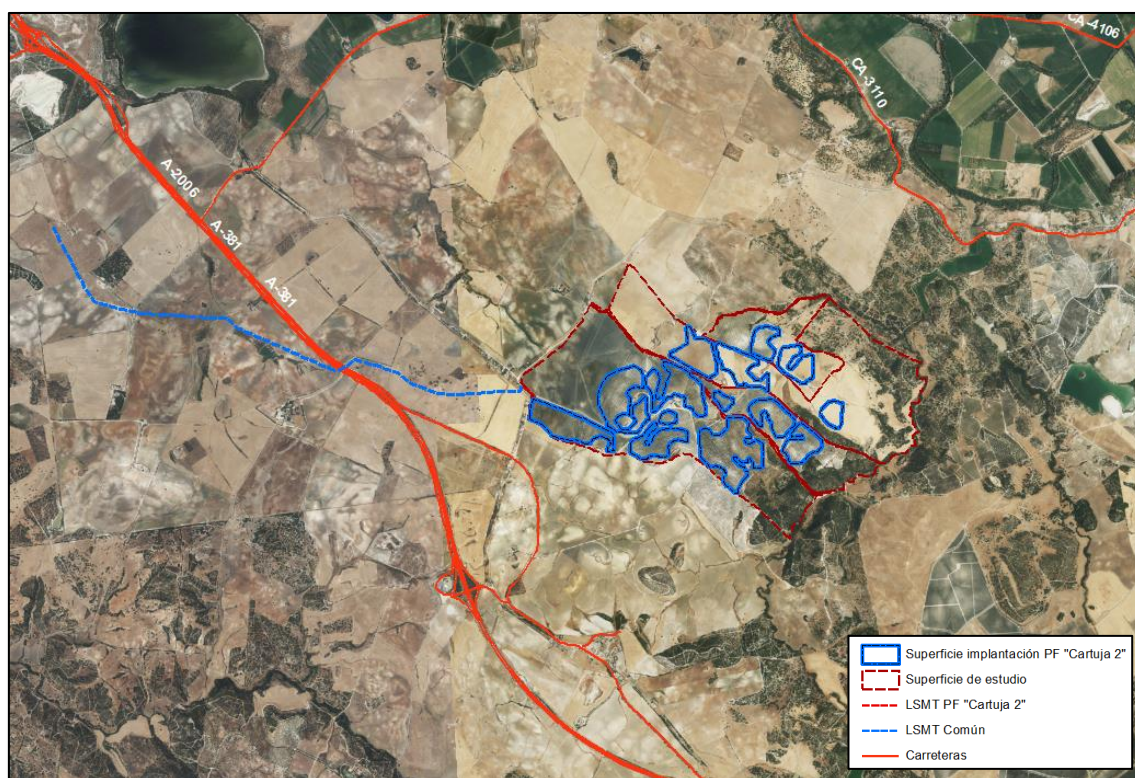 CA-4106
CA-3110
A-2006
A-381
A-381
Superficie implantación PF "Cartuja 2"
Superficie de estudio
LSMT PF "Cartuja 2"
LSMT Común
Carreteras